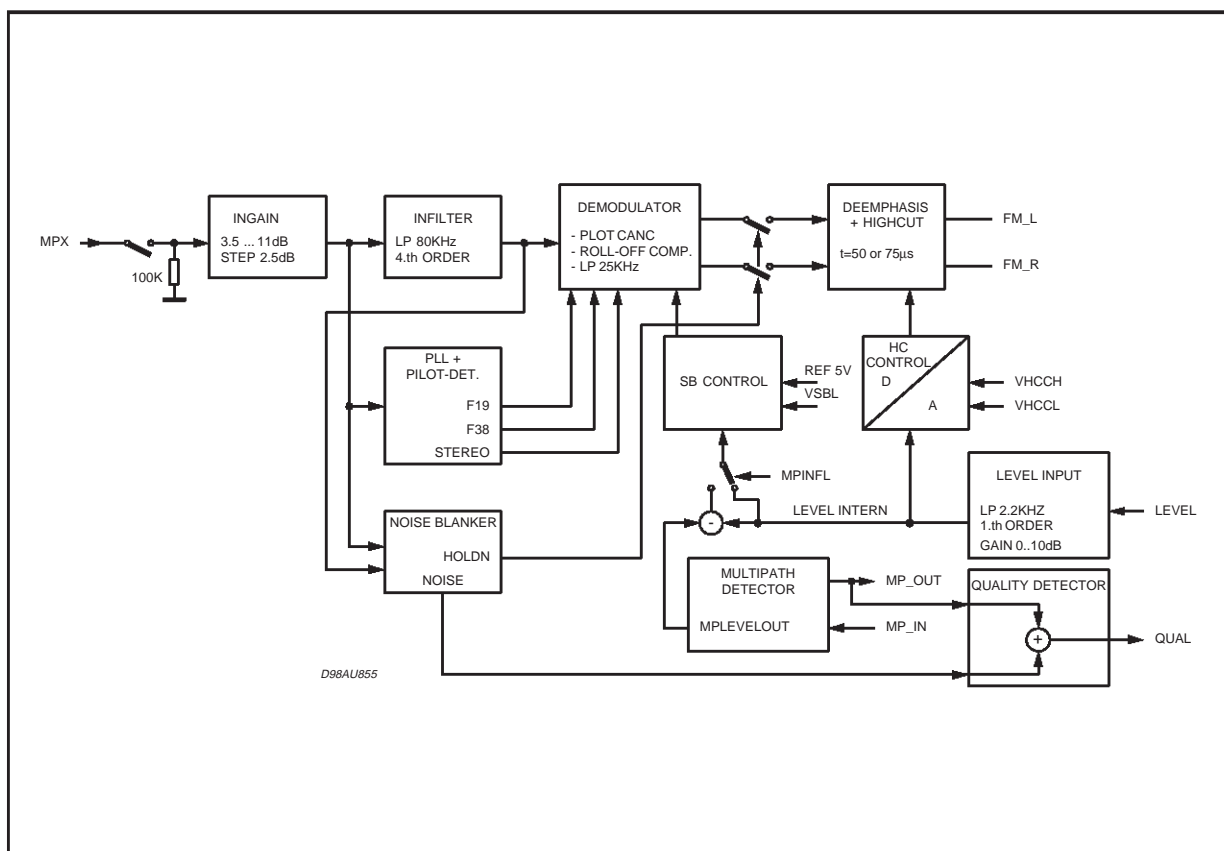 INGAIN
3.5 ... 11dB
STEP 2.5dB
INFILTER
LP 80KHz
4.th ORDER
DEMODULATOR
- PLOT CANC
- ROLL-OFF COMP.
- LP 25KHz
DEEMPHASIS
+ HIGHCUT
t=50 or 75μs
FM_L
FM_R
MPX
100K
PLL +
PILOT-DET.
F19
F38
STEREO
SB CONTROL
REF 5V
VSBL
HC
CONTROL
D
A
VHCCH
VHCCL
MPINFL
LEVEL INTERN
LEVEL INPUT
LP 2.2KHZ
1.th ORDER
GAIN 0..10dB
LEVEL
-
NOISE BLANKER
HOLDN
NOISE
MULTIPATH
DETECTOR
MPLEVELOUT
MP_OUT
MP_IN
QUALITY DETECTOR
+
QUAL
D98AU855